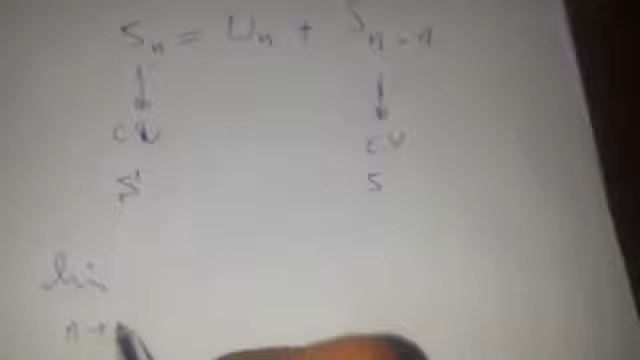 Sn = Un + Sn-1
↓ ↓
CV CV
S S
lim
n→